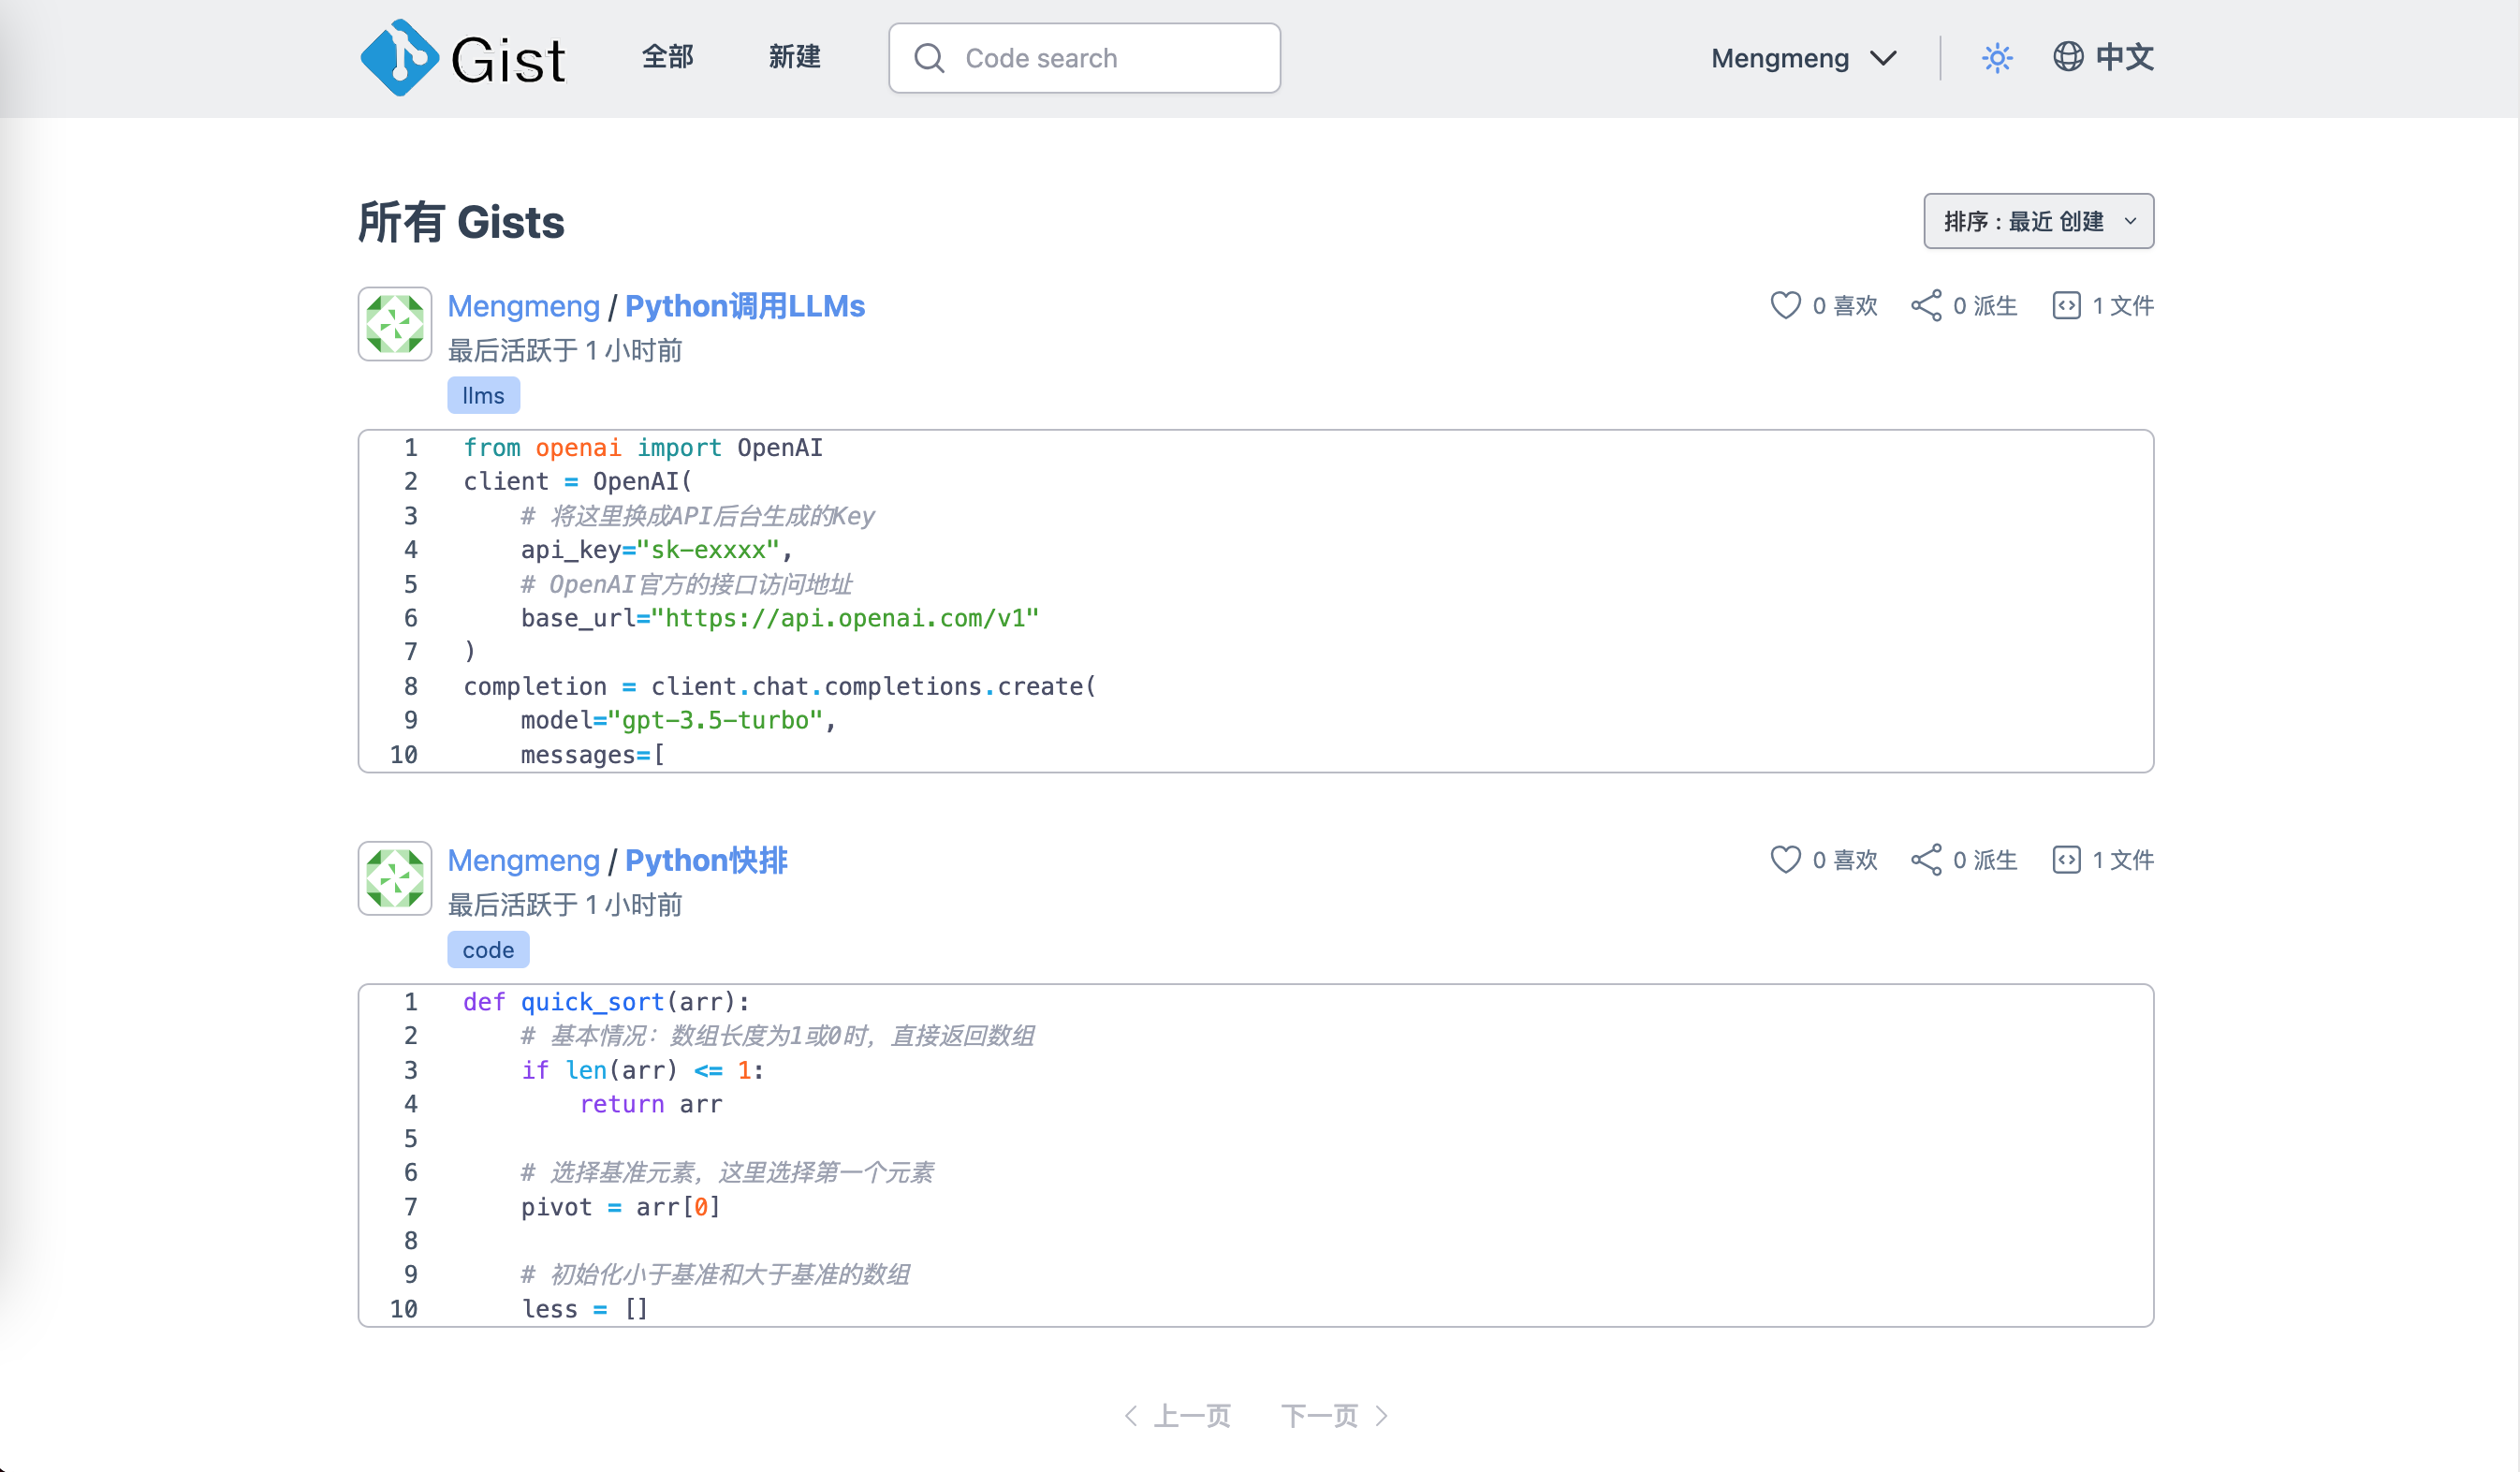 Gist 全部 新建 Code search Mengmeng 中文
所有 Gists 排序 : 最近 创建
Mengmeng / Python调用LLMs 0 喜欢 0 派生 1 文件
最后活跃于 1 小时前
llms
1 from openai import OpenAI
2 client = OpenAI(
3     # 将这里换成API后台生成的Key
4     api_key="sk-exxxx",
5     # OpenAI官方的接口访问地址
6     base_url="https://api.openai.com/v1"
7 )
8 completion = client.chat.completions.create(
9     model="gpt-3.5-turbo",
10     messages=[
Mengmeng / Python快排 0 喜欢 0 派生 1 文件
最后活跃于 1 小时前
code
1 def quick_sort(arr):
2     # 基本情况：数组长度为1或0时，直接返回数组
3     if len(arr) <= 1:
4         return arr
5
6     # 选择基准元素，这里选择第一个元素
7     pivot = arr[0]
8
9     # 初始化小于基准和大于基准的数组
10     less = []
上一页 下一页